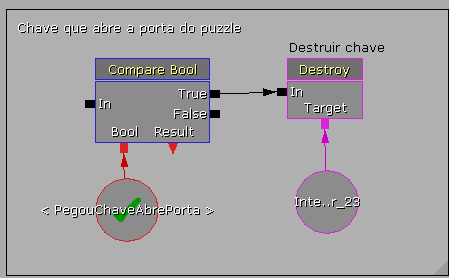 Chave que abre a porta do puzzle
Destruir chave
Compare Bool
Destroy
In
True
False
In
Target
Bool
Result
< PegouChaveAbrePorta >
Inte..r_23